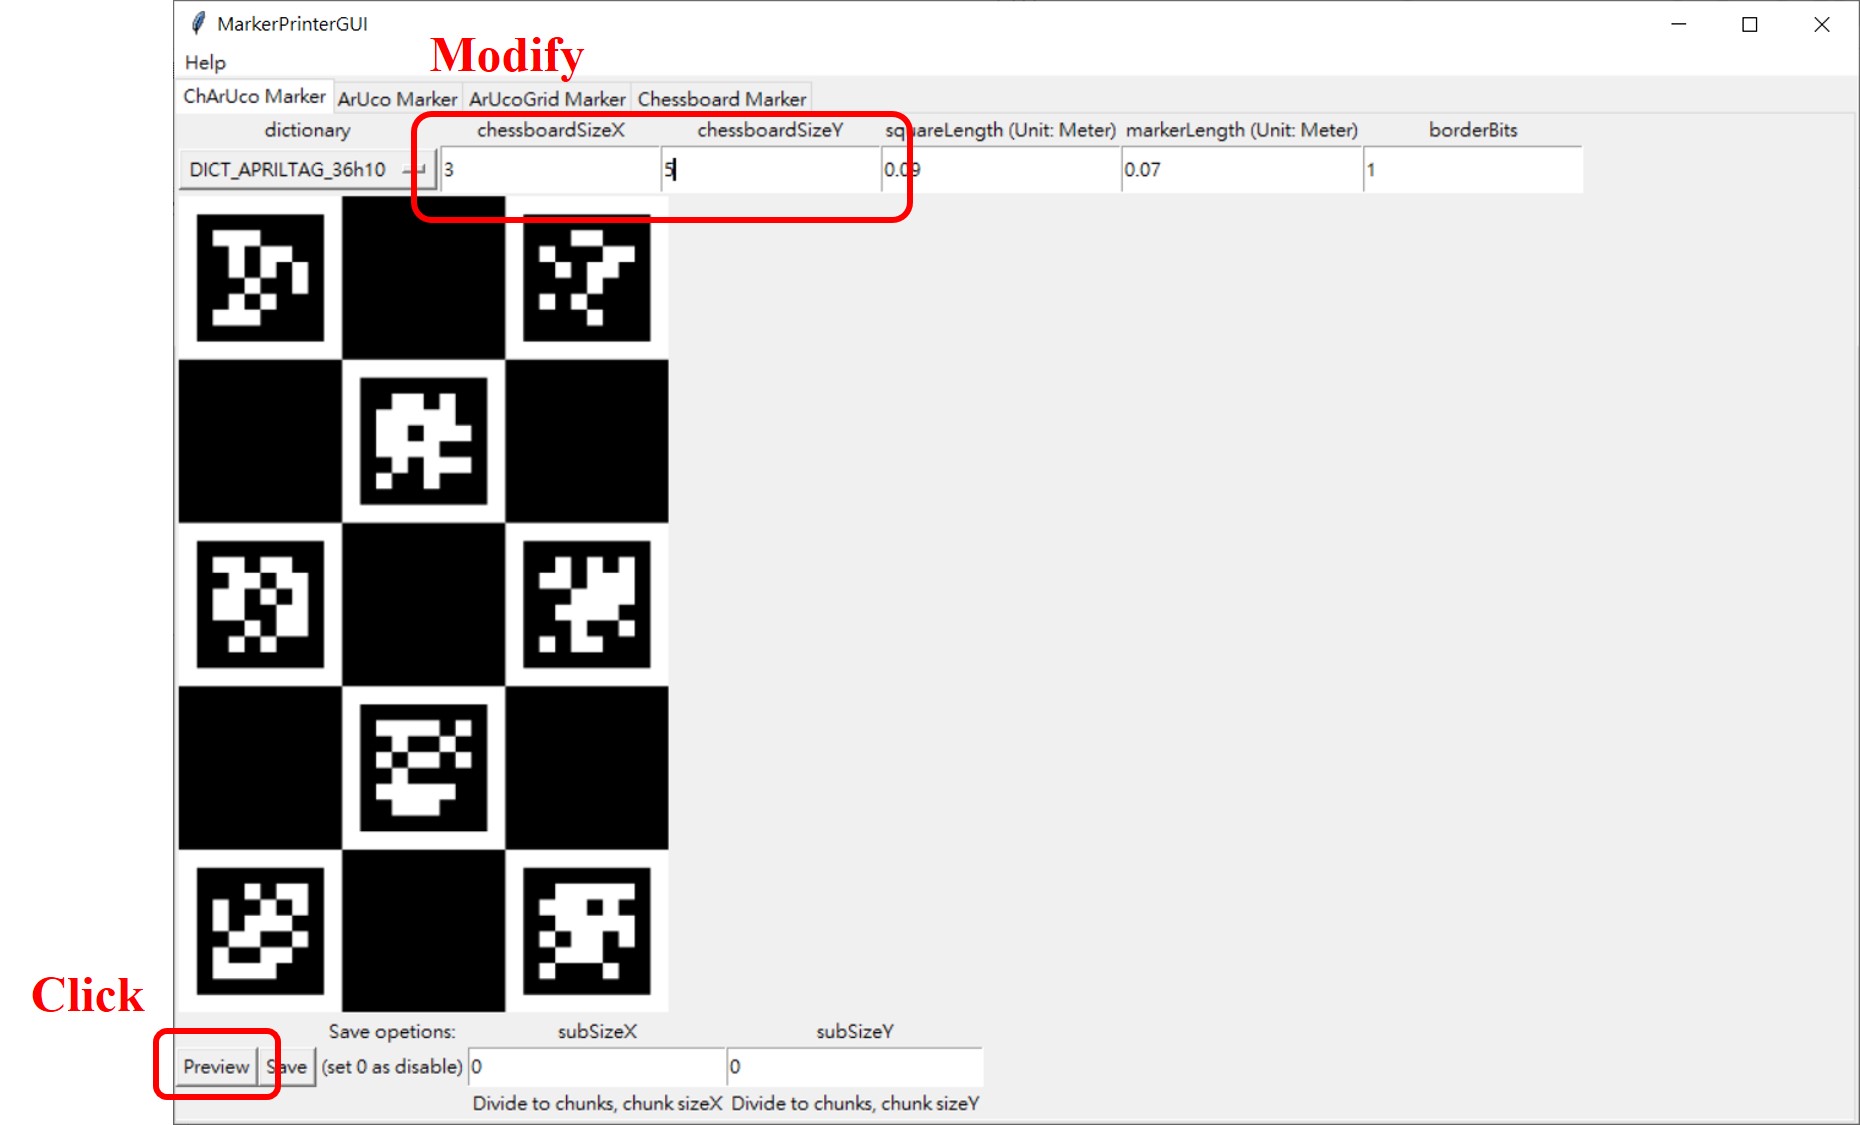 MarkerPrinterGUI
Help
Modify
ChArUco Marker ArUco Marker ArUcoGrid Marker Chessboard Marker
dictionary chessboardSizeX chessboardSizeY squareLength (Unit: Meter) markerLength (Unit: Meter) borderBits
DICT_APRILTAG_36h10 3 5 0.09 0.07 1
Click
Save opetions: subSizeX subSizeY
Preview Save (set 0 as disable) 0 0
Divide to chunks, chunk sizeX Divide to chunks, chunk sizeY